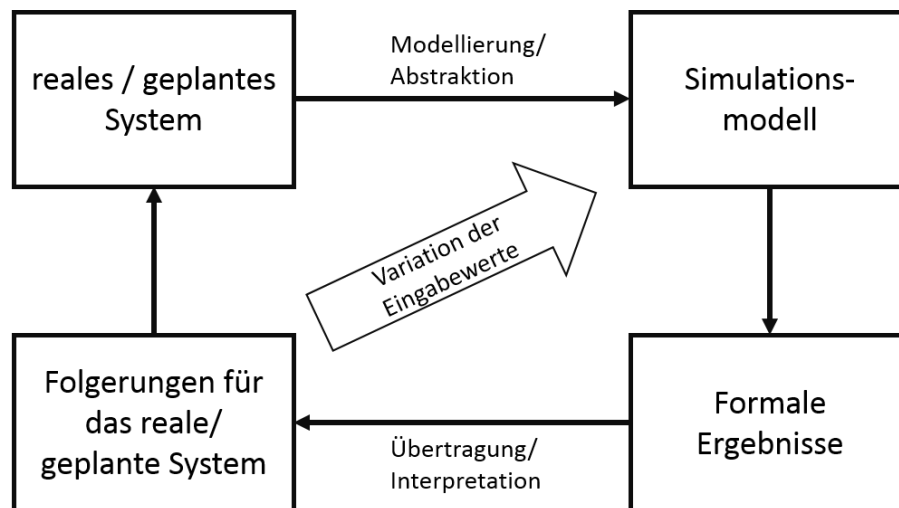 reales / geplantes
System
Modellierung/
Abstraktion
Simulations-
modell
Variation der
Eingabewerte
Folgerungen für
das reale/
geplante System
Übertragung/
Interpretation
Formale
Ergebnisse